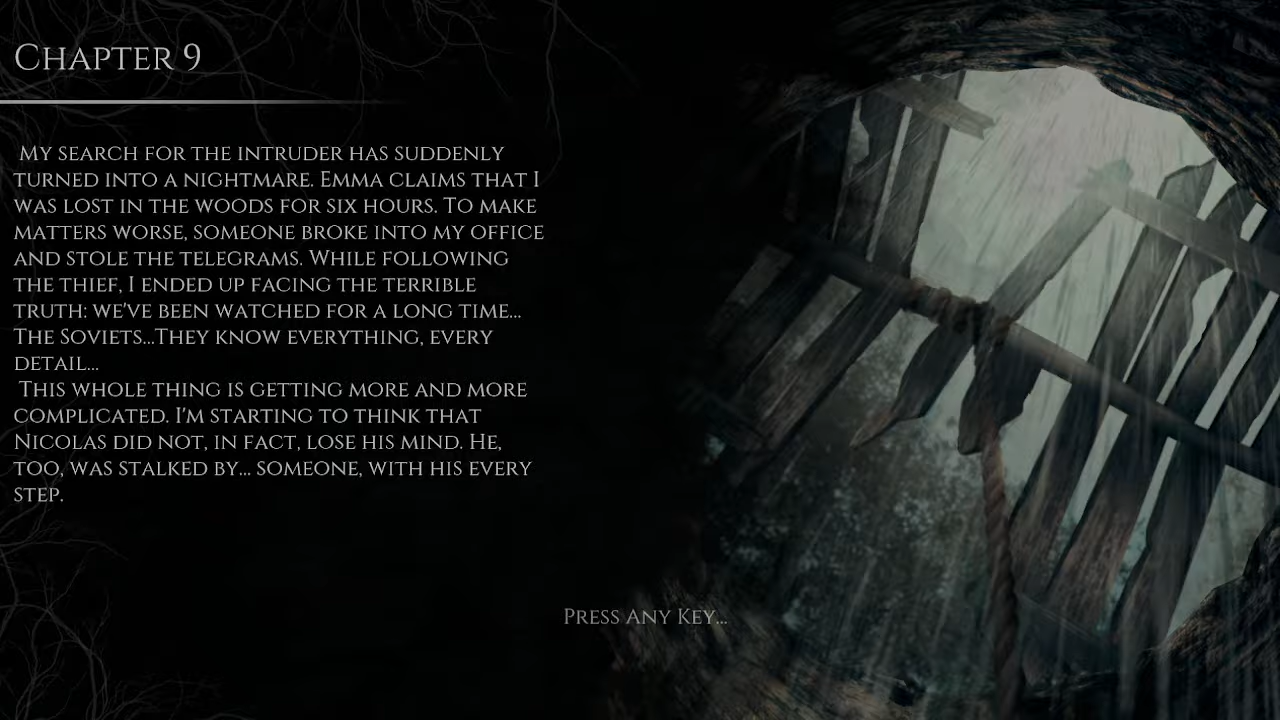 Chapter 9
My search for the intruder has suddenly
turned into a nightmare. Emma claims that I
was lost in the woods for six hours. To make
matters worse, someone broke into my office
and stole the telegrams. While following
the thief, I ended up facing the terrible
truth: we've been watched for a long time...
The Soviets...They know everything, every
detail...
This whole thing is getting more and more
complicated. I'm starting to think that
Nicolas did not, in fact, lose his mind. He,
too, was stalked by... someone, with his every
step.
Press Any Key...